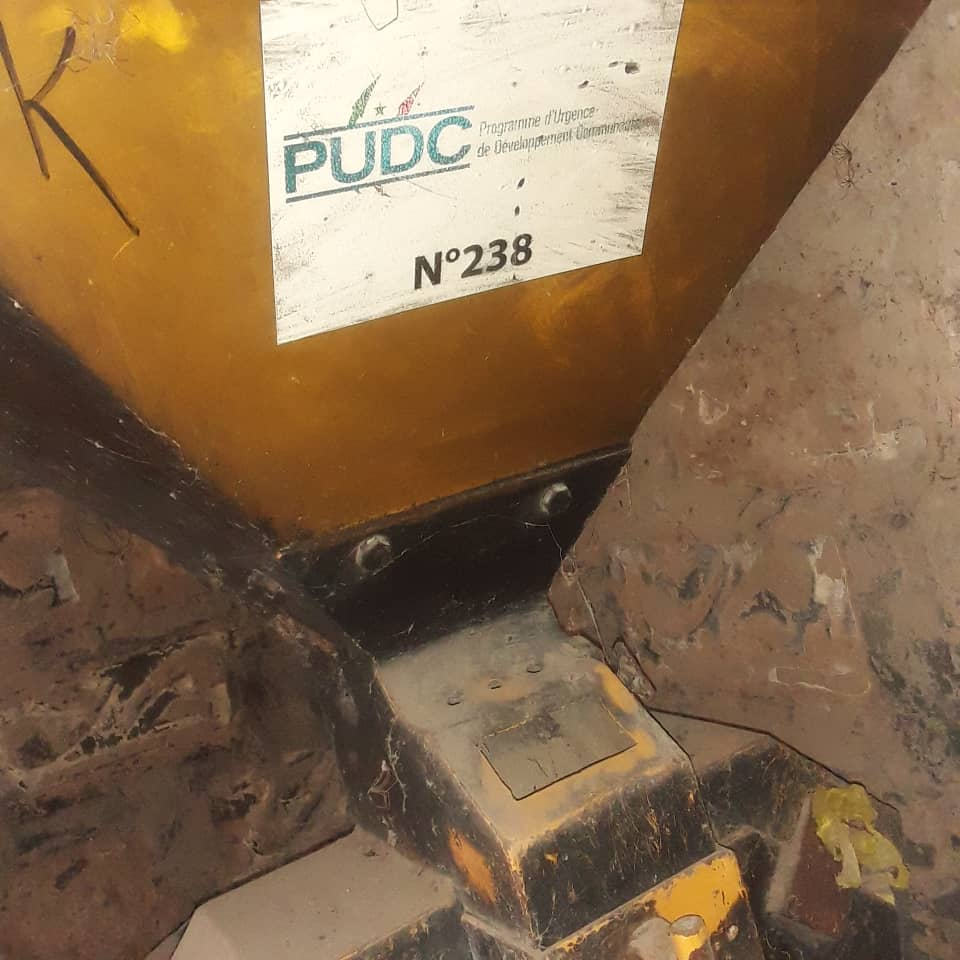 K
PUDC
Programme d'Urgence
de Développement Communautaire
N°238